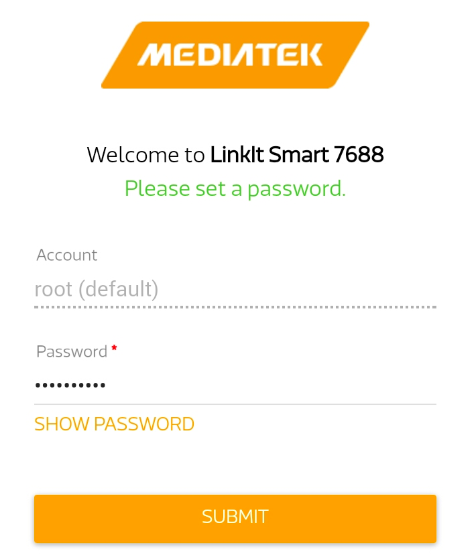 MEDIATEK
Welcome to LinkIt Smart 7688
Please set a password.
Account
root (default)
Password *
••••••••••
SHOW PASSWORD
SUBMIT